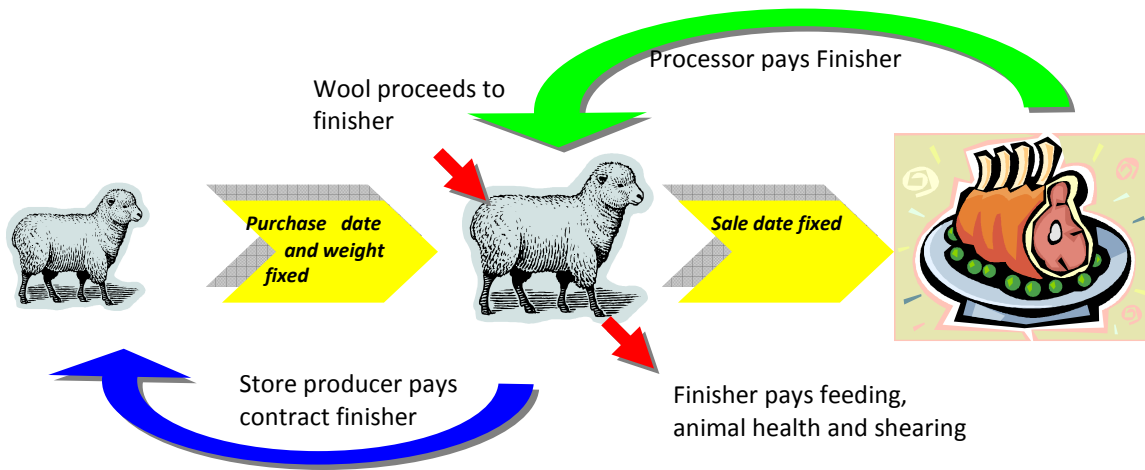 Processor pays Finisher
Wool proceeds to
finisher
Purchase date
and weight
fixed
Sale date fixed
Store producer pays
contract finisher
Finisher pays feeding,
animal health and shearing